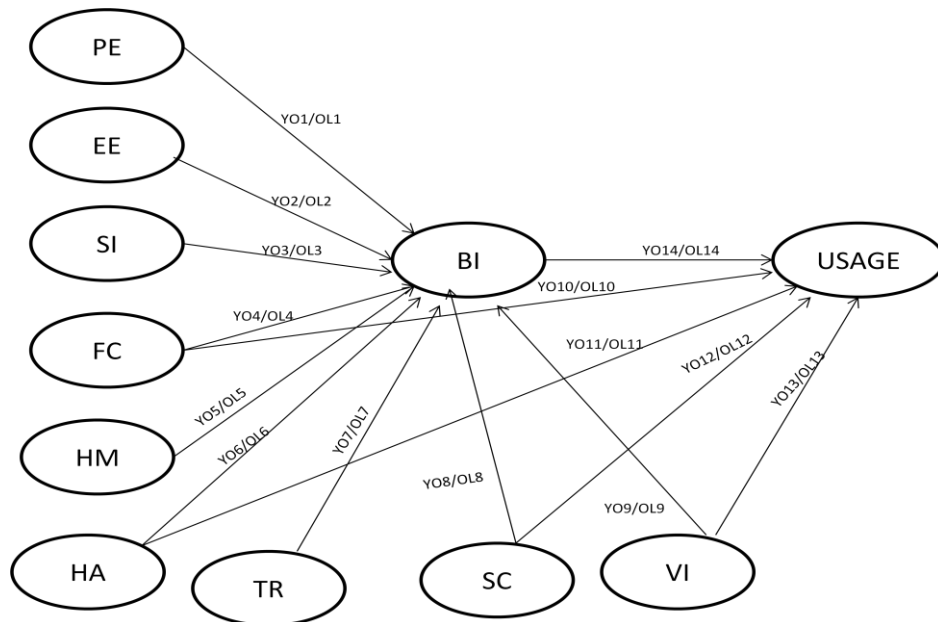 PE
YO1/OL1
EE
YO2/OL2
SI
YO3/OL3
BI
YO14/OL14
USAGE
YO10/OL10
YO4/OL4
FC
YO11/OL11
YO12/OL12
YO13/OL13
YO5/OL5
HM
YO6/OL6
YO7/OL7
YO8/OL8
YO9/OL9
HA
TR
SC
VI